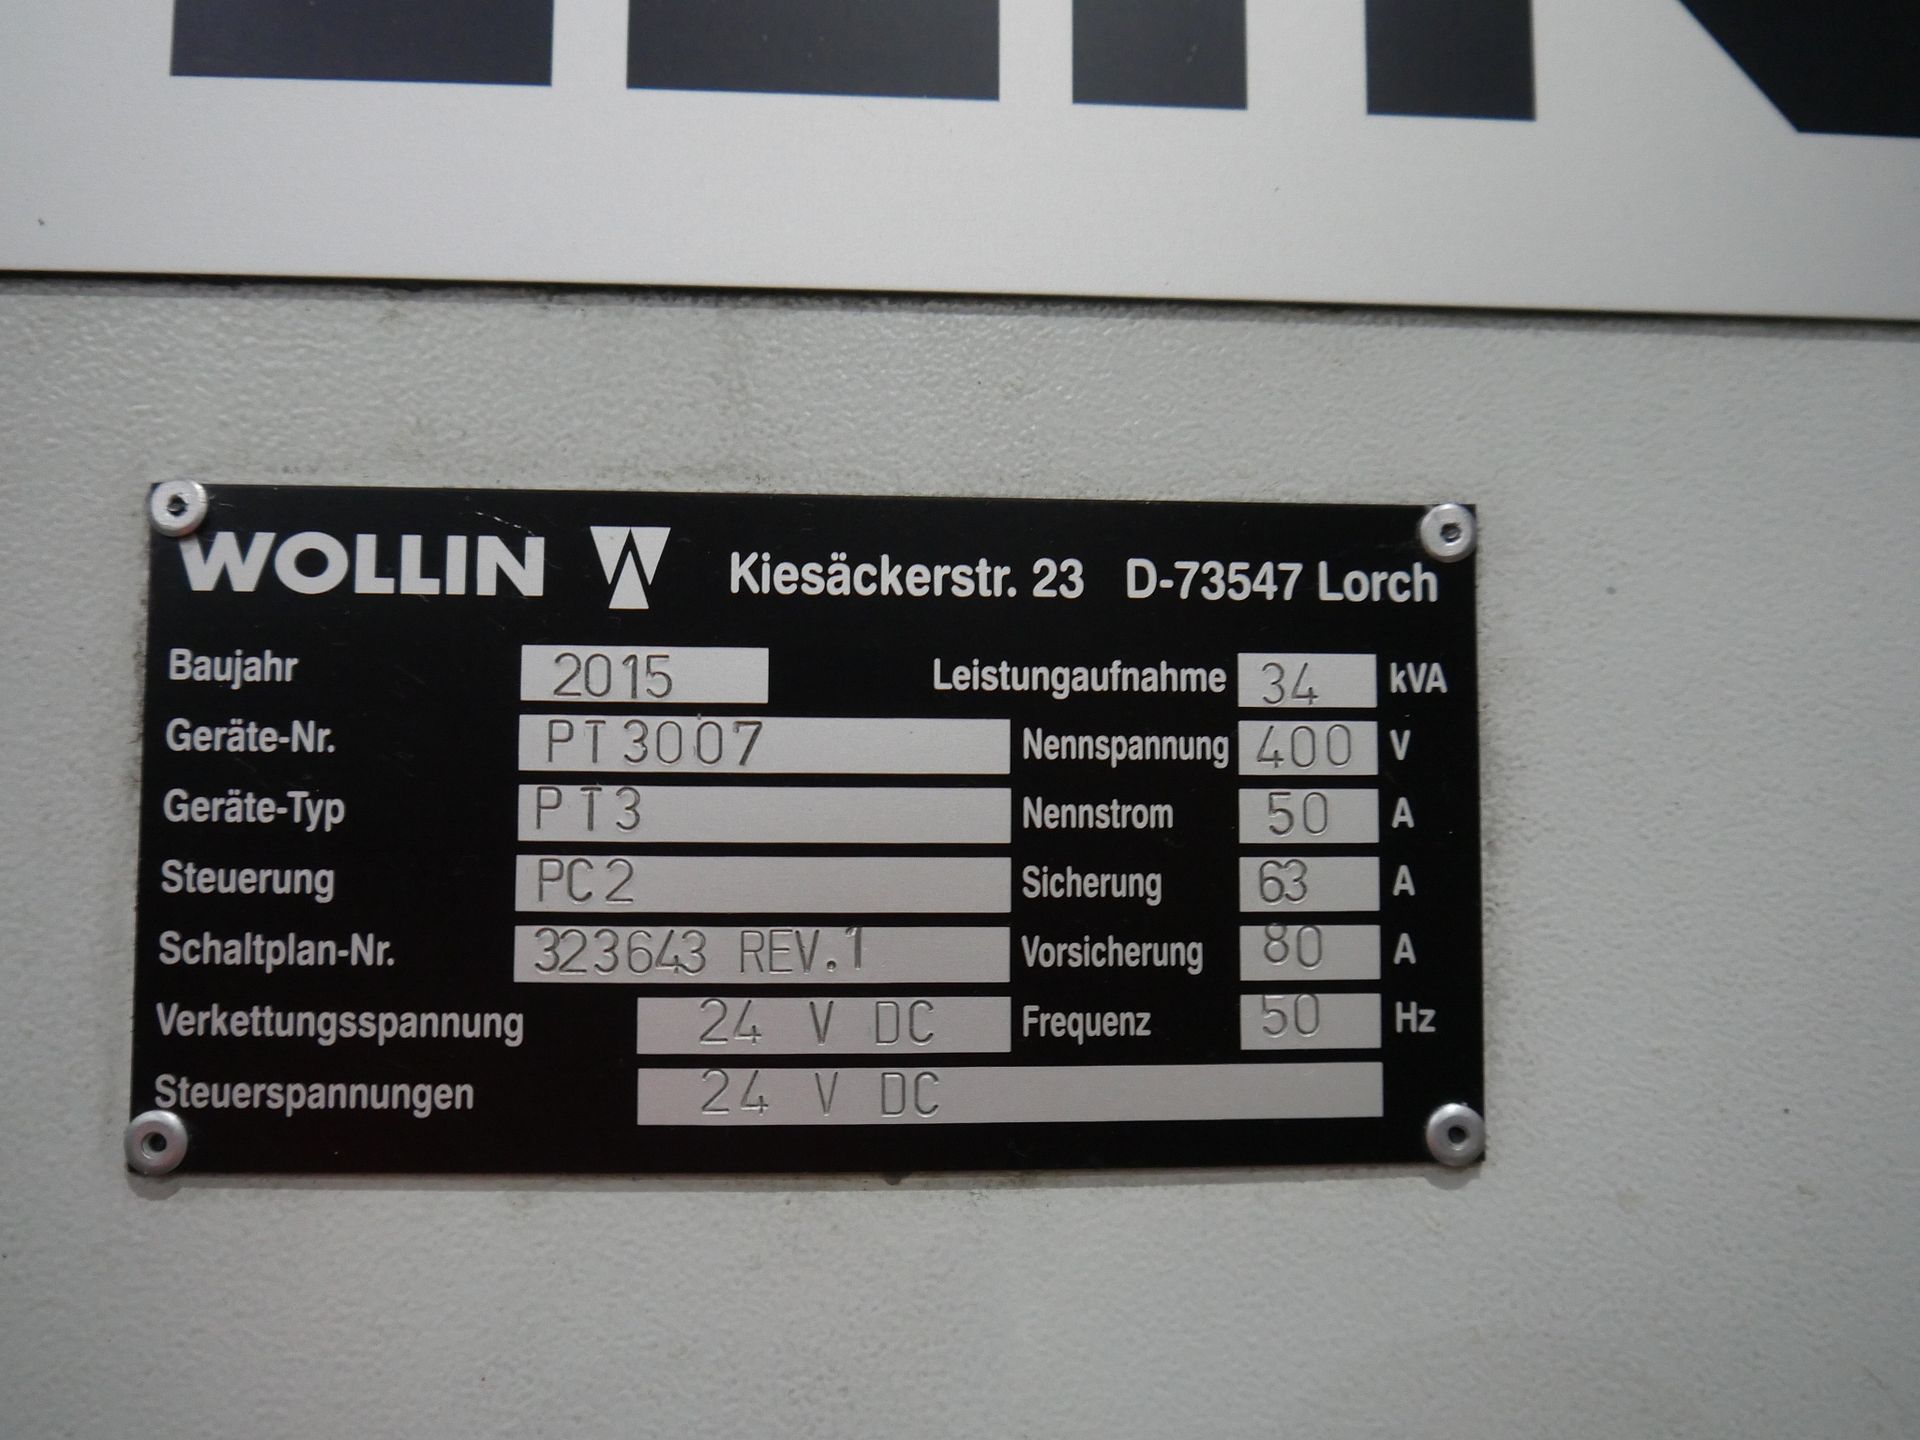 WOLLIN Kiesäckerstr. 23 D-73547 Lorch
Baujahr 2015 Leistungaufnahme 34 kVA
Geräte-Nr. PT3007 Nennspannung 400 V
Geräte-Typ PT3 Nennstrom 50 A
Steuerung PC2 Sicherung 63 A
Schaltplan-Nr. 323643 REV.1 Vorsicherung 80 A
Verkettungsspannung 24 V DC Frequenz 50 Hz
Steuerspannungen 24 V DC